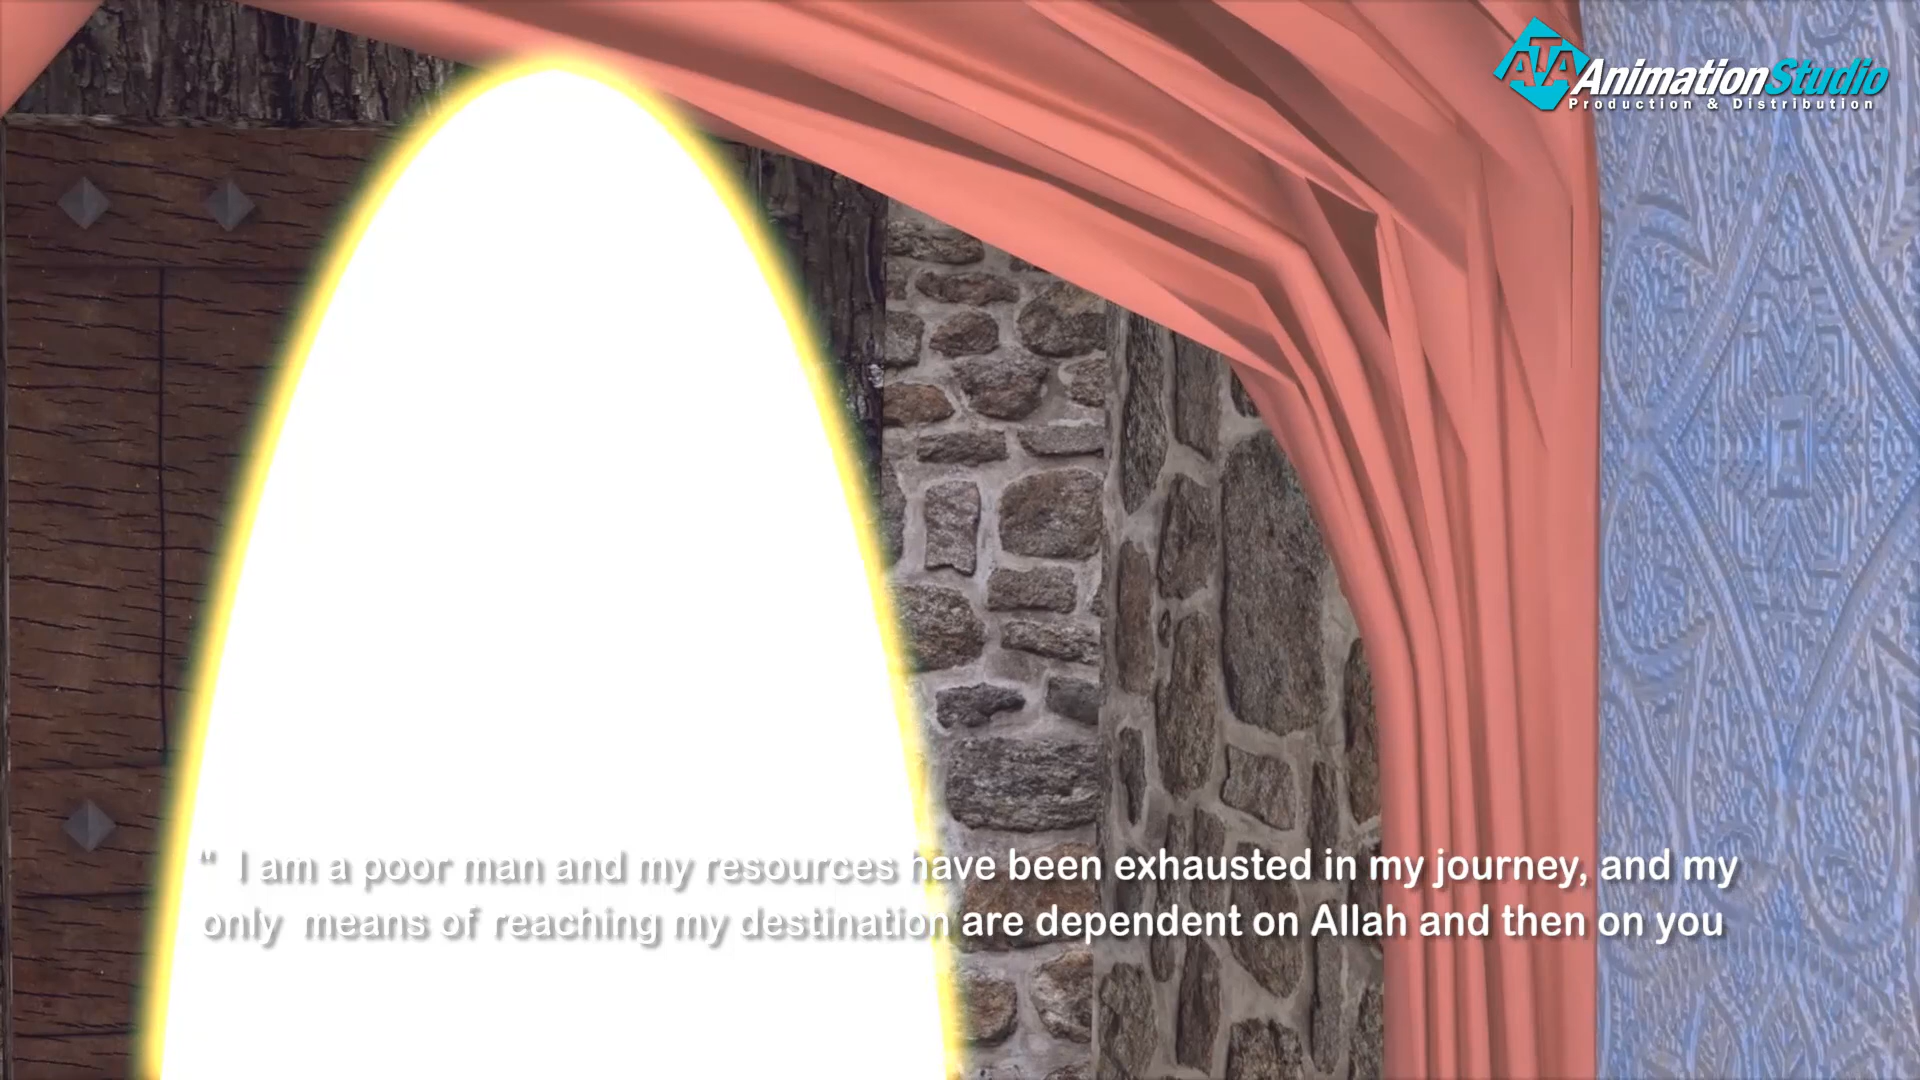 ATA AnimationStudio
Production & Distribution
" I am a poor man and my resources have been exhausted in my journey, and my
only means of reaching my destination are dependent on Allah and then on you